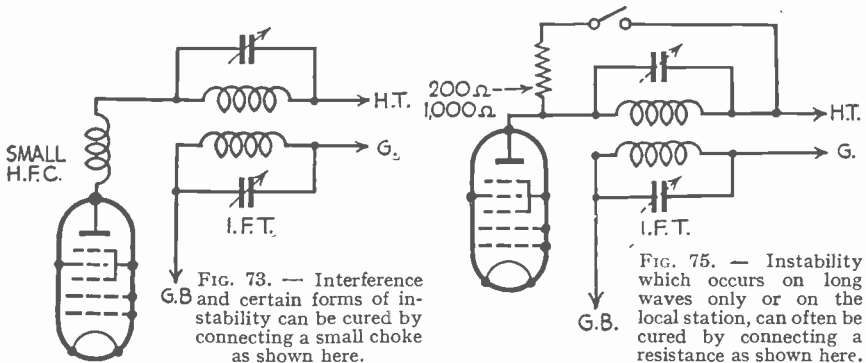 H.T.
SMALL
H.F.C.
G.
I.F.T.
G.B
FIG. 73. — Interference
and certain forms of in-
stability can be cured by
connecting a small choke
as shown here.
200Ω
1,000Ω
H.T.
G.
I.F.T.
G.B.
FIG. 75. — Instability
which occurs on long
waves only or on the
local station, can often be
cured by connecting a
resistance as shown here.